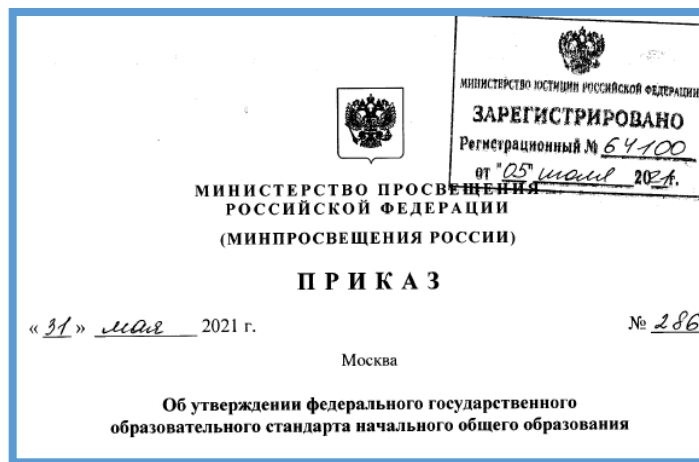 МИНИСТЕРСТВО ЮСТИЦИИ РОССИЙСКОЙ ФЕДЕРАЦИИ
ЗАРЕГИСТРИРОВАНО
Регистрационный № 64100
от "05" июля 2021г.
МИНИСТЕРСТВО ПРОСВЕЩЕНИЯ
РОССИЙСКОЙ ФЕДЕРАЦИИ
(МИНПРОСВЕЩЕНИЯ РОССИИ)
ПРИКАЗ
«31» мая 2021 г.
№ 286
Москва
Об утверждении федерального государственного
образовательного стандарта начального общего образования